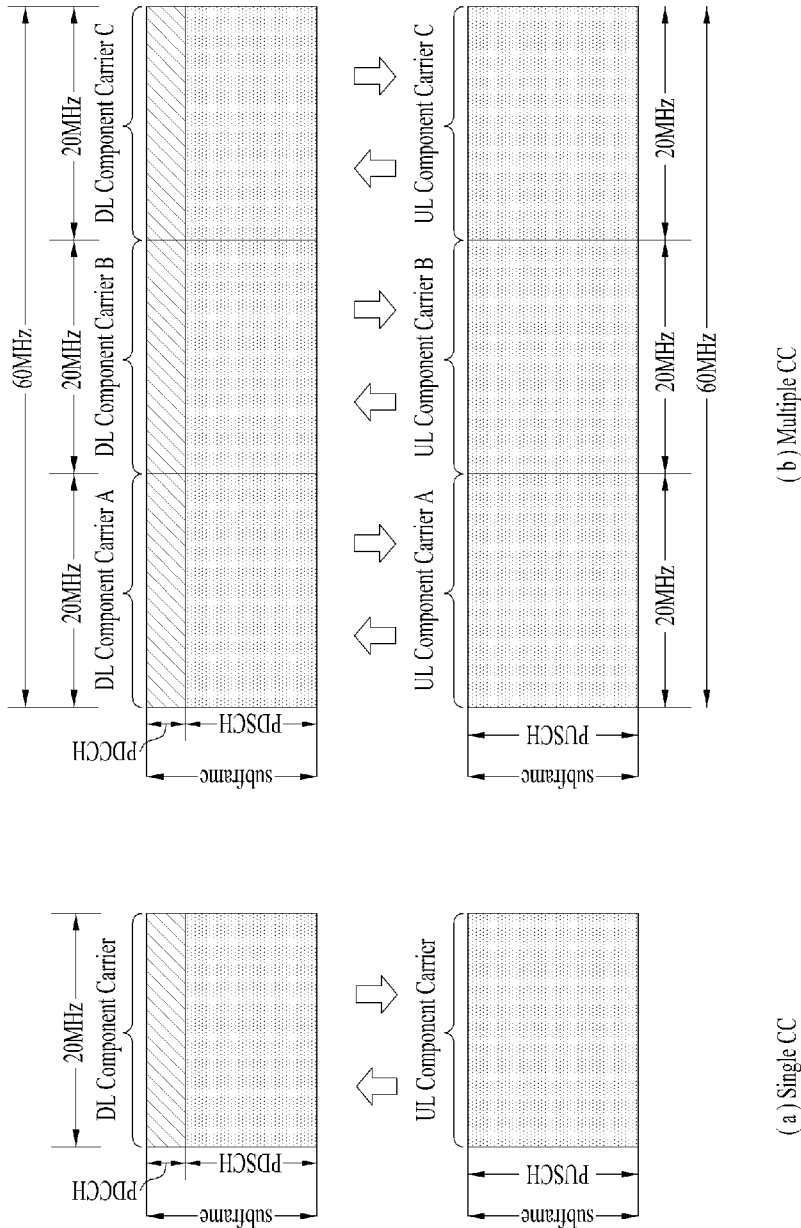 20MHz
DL Component Carrier
PDCCH
PDSCH
subframe
UL Component Carrier
PUSCH
subframe
( a ) Single CC
60MHz
20MHz
20MHz
20MHz
DL Component Carrier A
DL Component Carrier B
DL Component Carrier C
PDCCH
PDSCH
subframe
UL Component Carrier A
UL Component Carrier B
UL Component Carrier C
PUSCH
subframe
20MHz
20MHz
20MHz
60MHz
( b ) Multiple CC